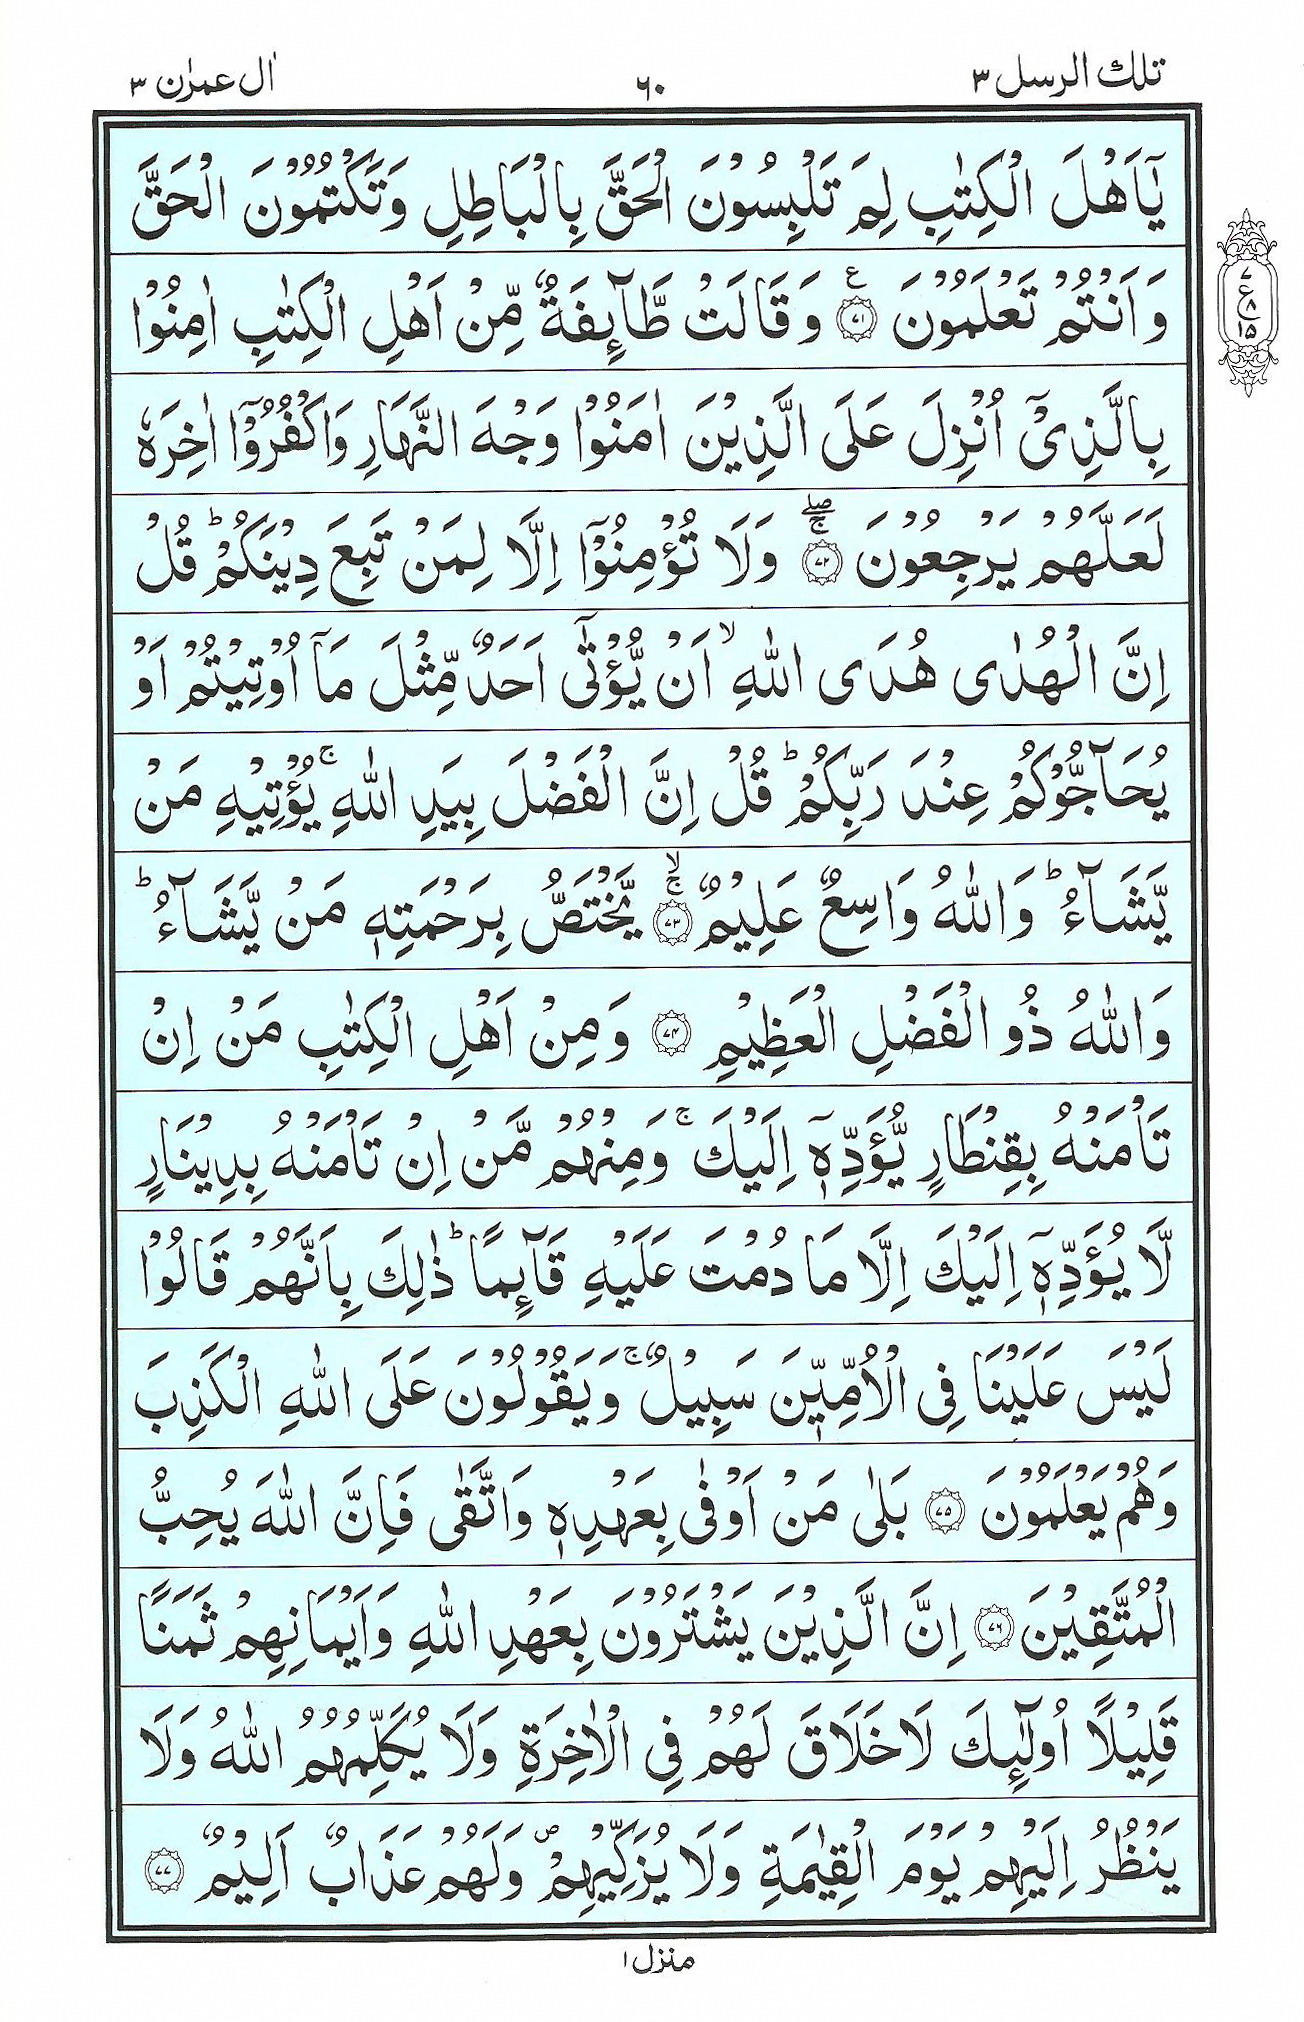 تلك الرسل ٣ ٦٠ اٰل عمرٰن ٣
يٰۤاَهْلَ الْكِتٰبِ لِمَ تَلْبِسُوْنَ الْحَقَّ بِالْبَاطِلِ وَتَكْتُمُوْنَ الْحَقَّ
وَاَنْتُمْ تَعْلَمُوْنَ ﴿٧١﴾ ع وَقَالَتْ طَّآئِفَةٌ مِّنْ اَهْلِ الْكِتٰبِ اٰمِنُوْا
بِالَّذِىْۤ اُنْزِلَ عَلَى الَّذِيْنَ اٰمَنُوْا وَجْهَ النَّهَارِ وَاكْفُرُوْۤا اٰخِرَهٗ
لَعَلَّهُمْ يَرْجِعُوْنَ ﴿٧٢﴾ ۖۚ وَلَا تُؤْمِنُوْۤا اِلَّا لِمَنْ تَبِعَ دِيْنَكُمْ ؕ قُلْ
اِنَّ الْهُدٰى هُدَى اللّٰهِ ۙ اَنْ يُّؤْتٰٓى اَحَدٌ مِّثْلَ مَاۤ اُوْتِيْتُمْ اَوْ
يُحَآجُّوْكُمْ عِنْدَ رَبِّكُمْ ؕ قُلْ اِنَّ الْفَضْلَ بِيَدِ اللّٰهِ ۚ يُؤْتِيْهِ مَنْ
يَّشَآءُ ؕ وَاللّٰهُ وَاسِعٌ عَلِيْمٌ ﴿٧٣﴾ ۙۚ يَّخْتَصُّ بِرَحْمَتِهٖ مَنْ يَّشَآءُ ؕ
وَاللّٰهُ ذُو الْفَضْلِ الْعَظِيْمِ ﴿٧٤﴾ وَمِنْ اَهْلِ الْكِتٰبِ مَنْ اِنْ
تَاْمَنْهُ بِقِنْطَارٍ يُّؤَدِّهٖۤ اِلَيْكَ ۚ وَمِنْهُمْ مَّنْ اِنْ تَاْمَنْهُ بِدِيْنَارٍ
لَّا يُؤَدِّهٖۤ اِلَيْكَ اِلَّا مَا دُمْتَ عَلَيْهِ قَآئِمًا ؕ ذٰلِكَ بِاَنَّهُمْ قَالُوْا
لَيْسَ عَلَيْنَا فِى الْاُمِّيّٖنَ سَبِيْلٌ ۚ وَيَقُوْلُوْنَ عَلَى اللّٰهِ الْكَذِبَ
وَهُمْ يَعْلَمُوْنَ ﴿٧٥﴾ بَلٰى مَنْ اَوْفٰى بِعَهْدِهٖ وَاتَّقٰى فَاِنَّ اللّٰهَ يُحِبُّ
الْمُتَّقِيْنَ ﴿٧٦﴾ اِنَّ الَّذِيْنَ يَشْتَرُوْنَ بِعَهْدِ اللّٰهِ وَاَيْمَانِهِمْ ثَمَنًا
قَلِيْلًا اُولٰٓئِكَ لَا خَلَاقَ لَهُمْ فِى الْاٰخِرَةِ وَلَا يُكَلِّمُهُمُ اللّٰهُ وَلَا
يَنْظُرُ اِلَيْهِمْ يَوْمَ الْقِيٰمَةِ وَلَا يُزَكِّيْهِمْ ۪ وَلَهُمْ عَذَابٌ اَلِيْمٌ ﴿٧٧﴾
٧
ع ٨
١٥
منزل ١